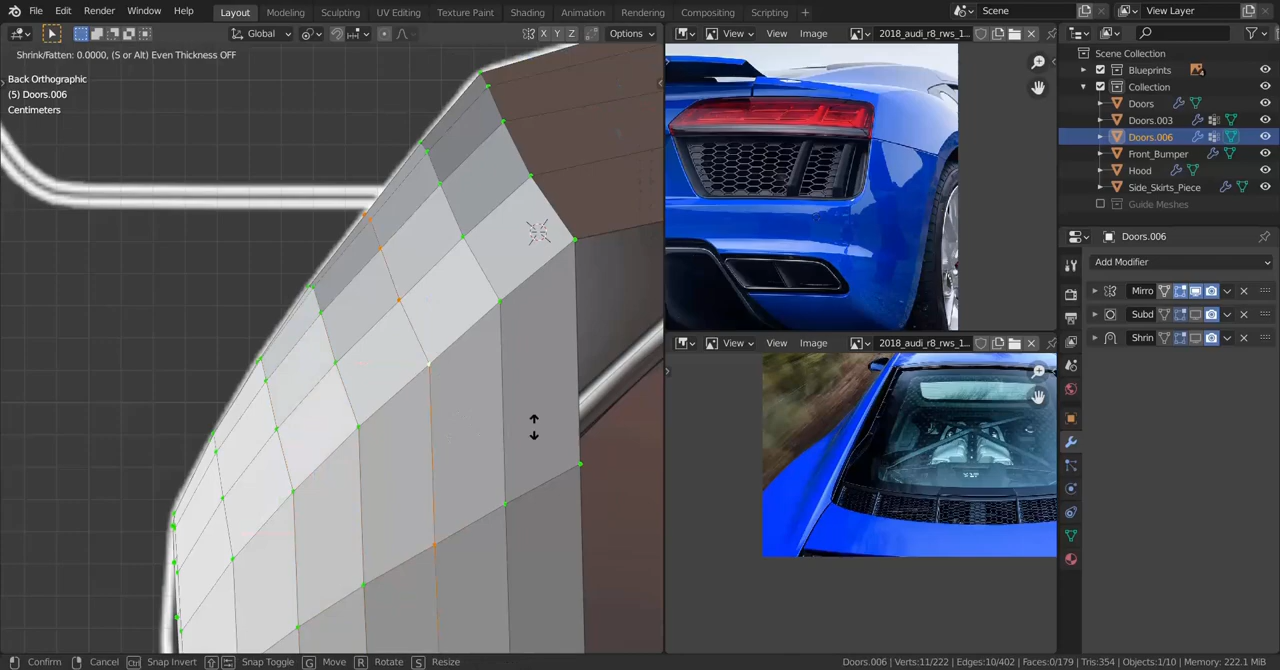 File Edit Render Window Help Layout Modeling Sculpting UV Editing Texture Paint Shading Animation Rendering Compositing Scripting + Scene View Layer
Global X Y Z Options View View Image 2018_audi_r8_rws_1...
Shrink/Fatten: 0.0000, (S or Alt) Even Thickness OFF
Back Orthographic
(5) Doors.006
Centimeters
Scene Collection
Blueprints
Collection
Doors
Doors.003
Doors.006
Front_Bumper
Hood
Side_Skirts_Piece
Guide Meshes
Doors.006
Add Modifier
Mirro
Subd
Shrin
View View Image 2018_audi_r8_rws_1...
Confirm Cancel Ctrl Snap Invert Snap Toggle G Move R Rotate S Resize Doors.006 | Verts:11/222 | Edges:10/402 | Faces:0/179 | Tris:354 | Objects:1/10 | Memory: 222.1 MiB